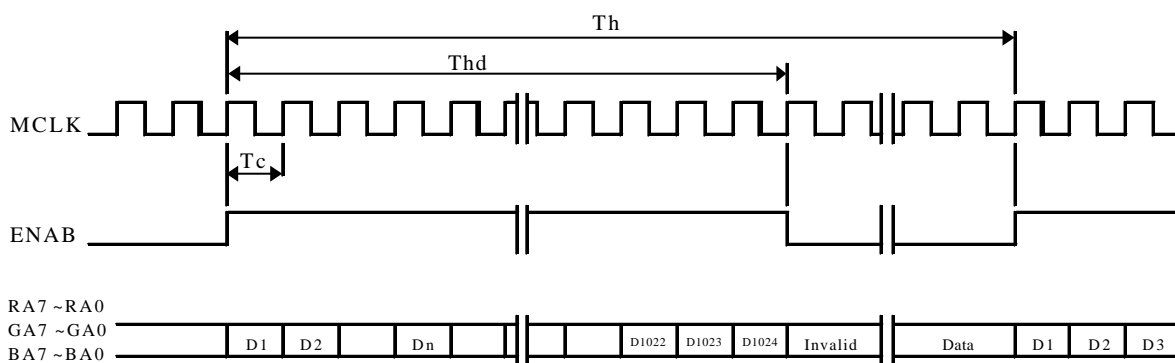 Th
Thd
MCLK
Tc
ENAB
RA7 ~RA0
GA7 ~GA0
BA7 ~BA0
D1 D2 Dn D1022 D1023 D1024 Invalid Data D1 D2 D3